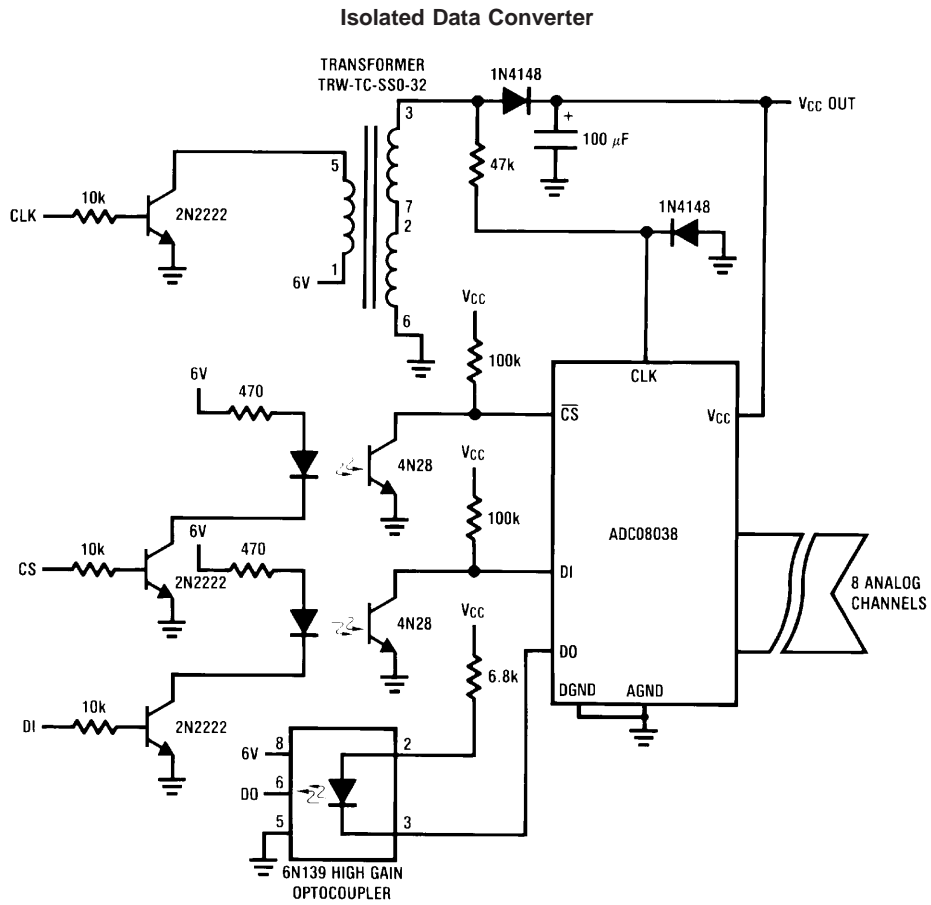 Isolated Data Converter
TRANSFORMER
TRW-TC-SS0-32
1N4148
3
VCC OUT
+
100 µF
5
47k
10k
7
1N4148
CLK
2N2222
2
1
6V
6
VCC
100k
6V
470
CLK
CS
VCC
4N28
VCC
100k
ADC08038
10k
6V
470
CS
2N2222
DI
8 ANALOG
CHANNELS
4N28
VCC
DO
6.8k
10k
DGND
AGND
DI
2N2222
8
2
6V
6
DO
5
3
6N139 HIGH GAIN
OPTOCOUPLER